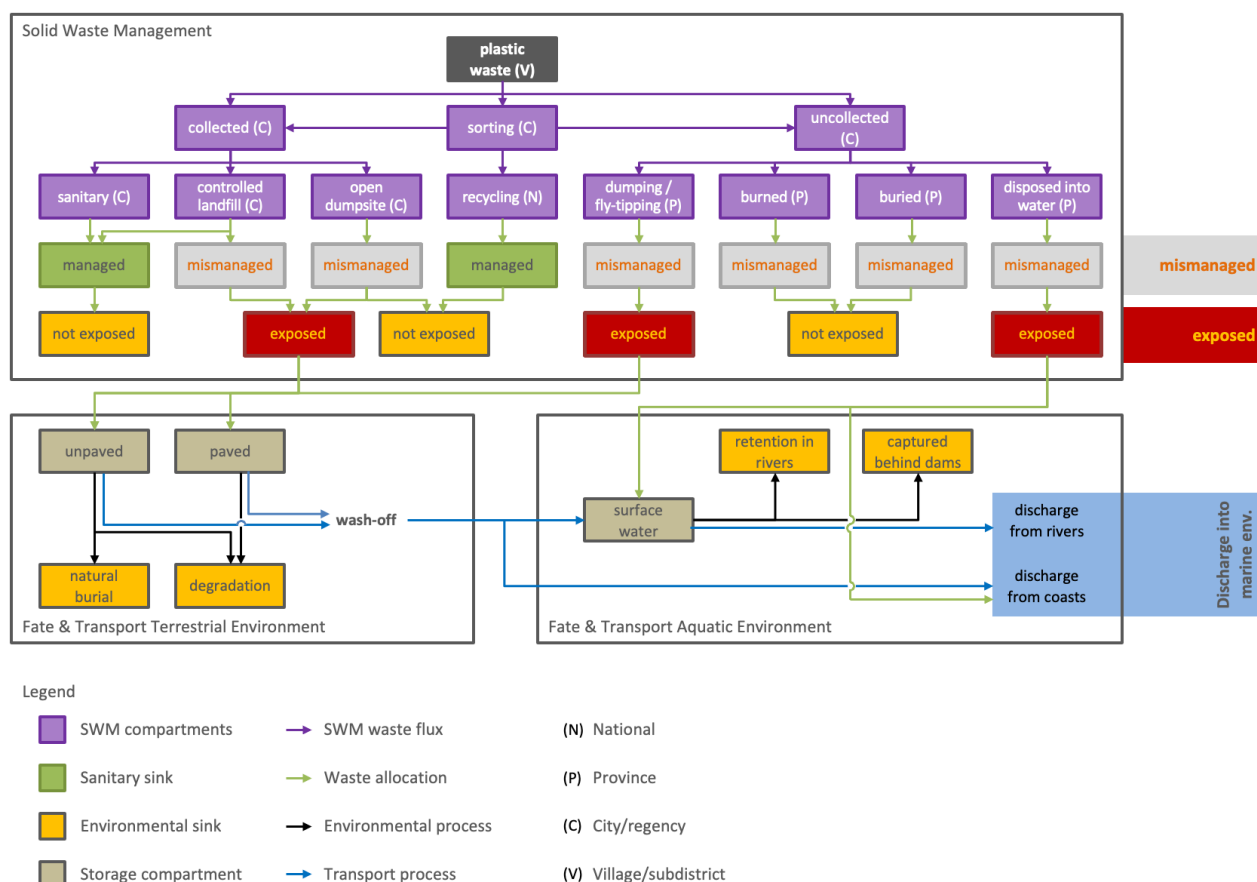 Solid Waste Management
plastic
waste (V)
collected (C)
sorting (C)
uncollected
(C)
sanitary (C)
controlled
landfill (C)
open
dumpsite (C)
recycling (N)
dumping /
fly-tipping (P)
burned (P)
buried (P)
disposed into
water (P)
managed
mismanaged
mismanaged
managed
mismanaged
mismanaged
mismanaged
mismanaged
mismanaged
not exposed
exposed
not exposed
exposed
not exposed
exposed
exposed
unpaved
paved
wash-off
natural
burial
degradation
Fate & Transport Terrestrial Environment
retention in
rivers
captured
behind dams
surface
water
discharge
from rivers
discharge
from coasts
Discharge into
marine env.
Fate & Transport Aquatic Environment
Legend
SWM compartments
SWM waste flux
(N) National
Sanitary sink
Waste allocation
(P) Province
Environmental sink
Environmental process
(C) City/regency
Storage compartment
Transport process
(V) Village/subdistrict